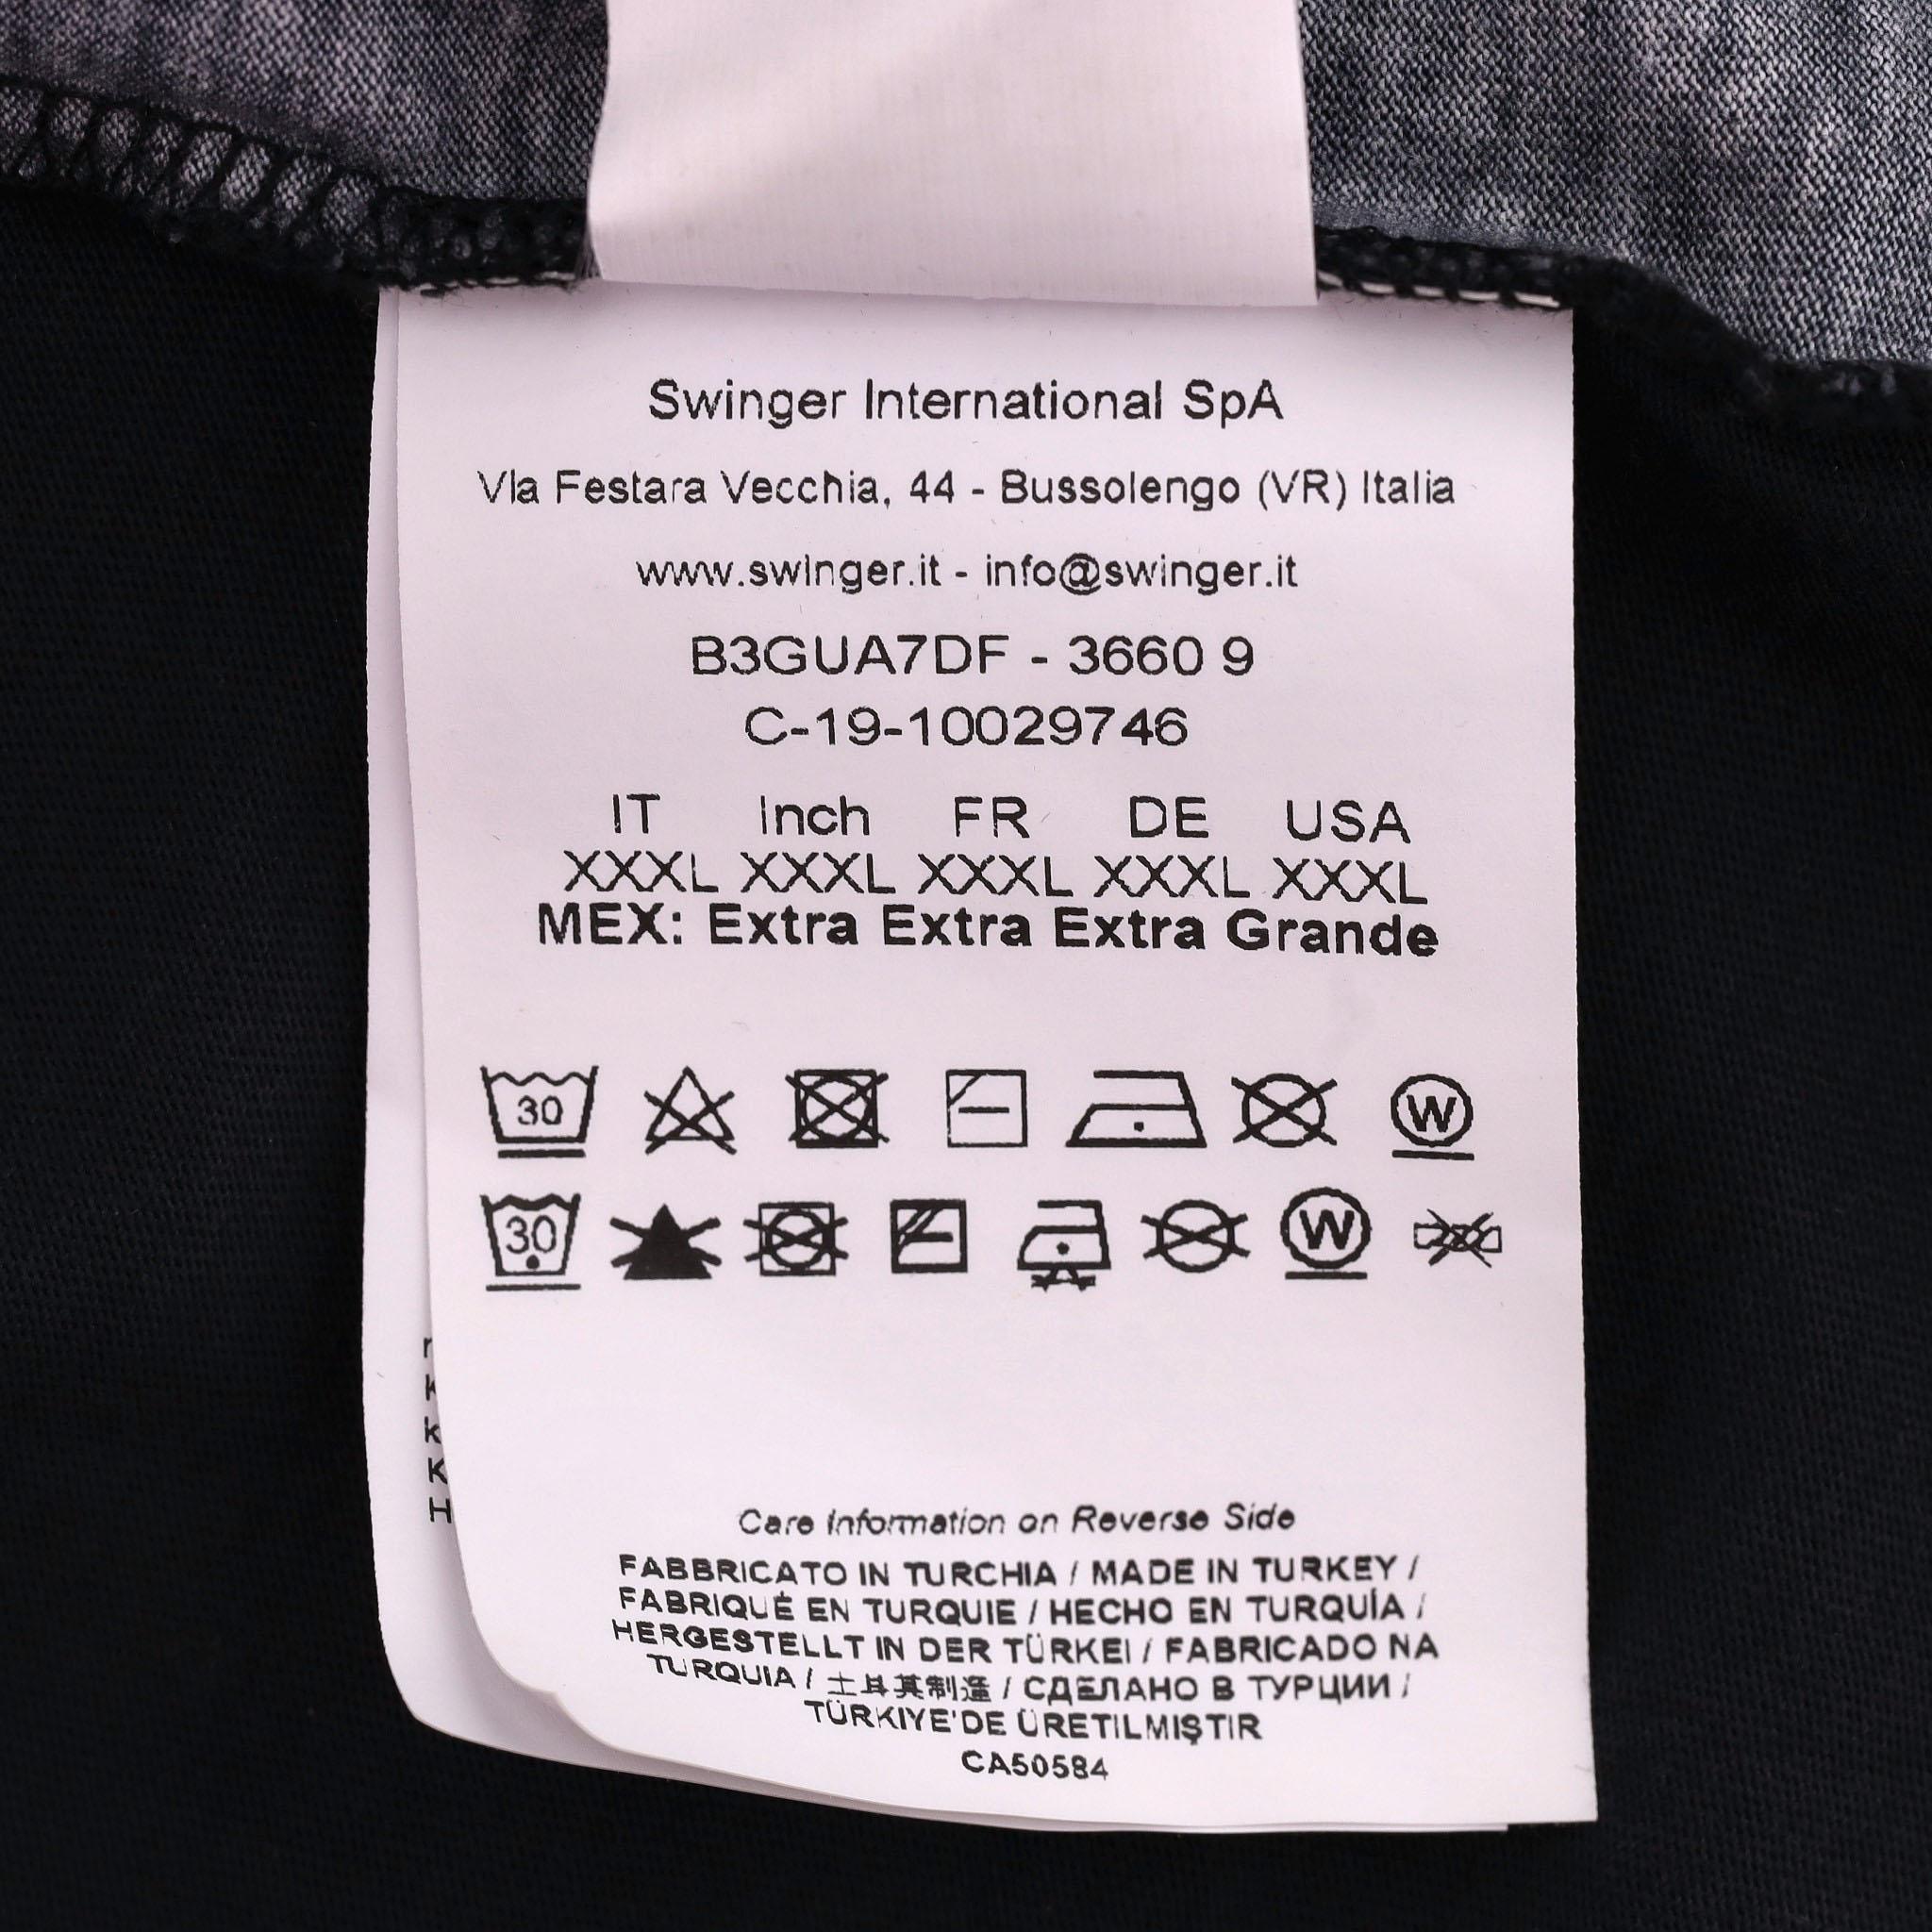 Swinger International SpA
VIa Festara Vecchia, 44 - Bussolengo (VR) Italia
www.swinger.it - info@swinger.it
B3GUA7DF - 3660 9
C-19-10029746
IT Inch FR DE USA
XXXL XXXL XXXL XXXL XXXL
MEX: Extra Extra Extra Grande
30 W
30 W
r
K
k
K
H
Care Information on Reverse Side
FABBRICATO IN TURCHIA / MADE IN TURKEY /
FABRIQUÉ EN TURQUIE / HECHO EN TURQUÍA /
HERGESTELLT IN DER TÜRKEI / FABRICADO NA
TURQUIA / 土耳其制造 / СДЕЛАНО В ТУРЦИИ /
TÜRKIYE'DE ÜRETILMIŞTIR
CA50584